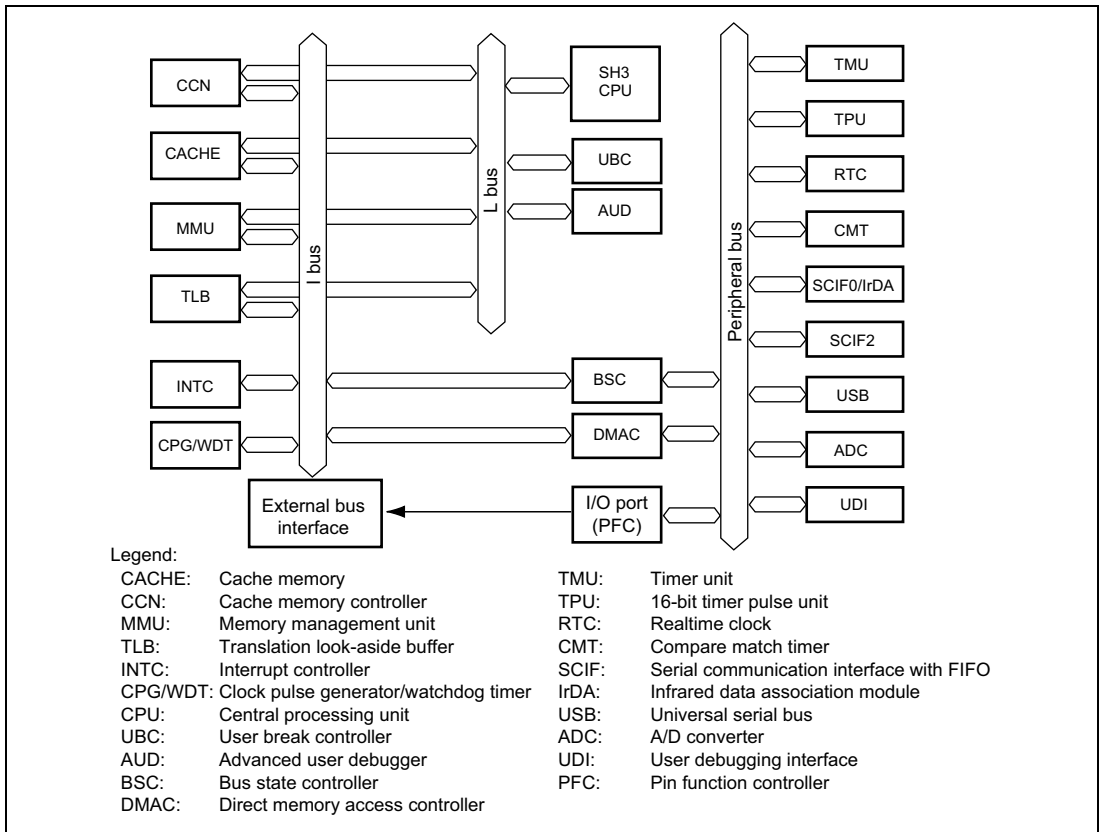 CCN
CACHE
MMU
TLB
INTC
CPG/WDT
I bus
L bus
SH3
CPU
UBC
AUD
BSC
DMAC
I/O port
(PFC)
External bus
interface
Peripheral bus
TMU
TPU
RTC
CMT
SCIF0/IrDA
SCIF2
USB
ADC
UDI
Legend:
CACHE: Cache memory
CCN: Cache memory controller
MMU: Memory management unit
TLB: Translation look-aside buffer
INTC: Interrupt controller
CPG/WDT: Clock pulse generator/watchdog timer
CPU: Central processing unit
UBC: User break controller
AUD: Advanced user debugger
BSC: Bus state controller
DMAC: Direct memory access controller
TMU: Timer unit
TPU: 16-bit timer pulse unit
RTC: Realtime clock
CMT: Compare match timer
SCIF: Serial communication interface with FIFO
IrDA: Infrared data association module
USB: Universal serial bus
ADC: A/D converter
UDI: User debugging interface
PFC: Pin function controller